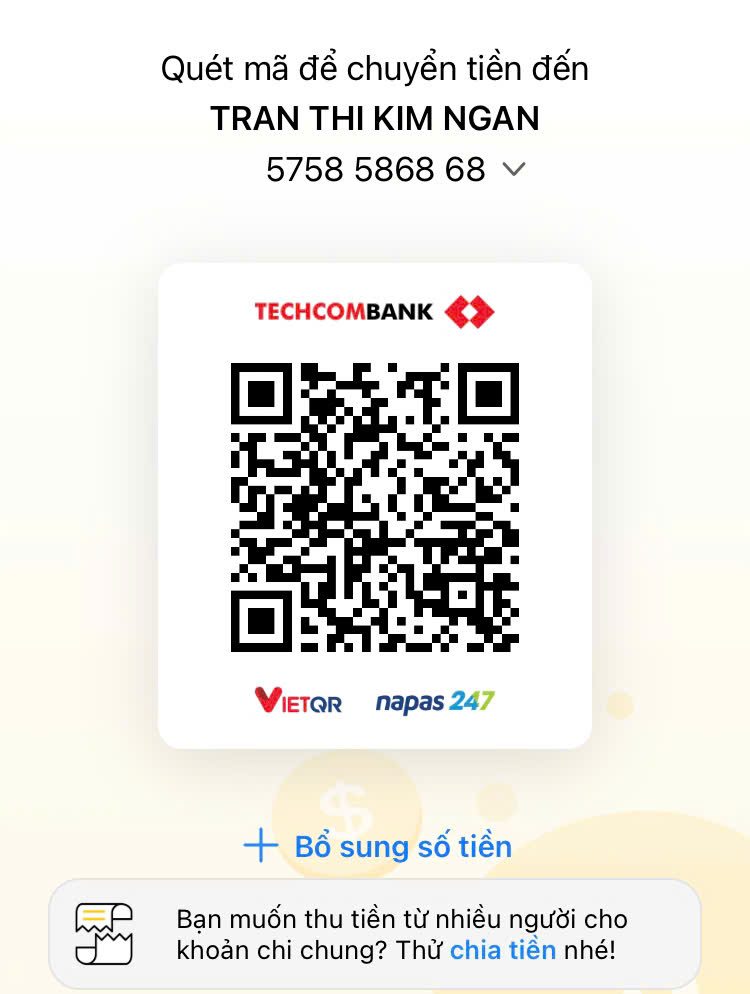 Quét mã để chuyển tiền đến
TRAN THI KIM NGAN
5758 5868 68
TECHCOMBANK
VIETQR napas 247
$
Bổ sung số tiền
Bạn muốn thu tiền từ nhiều người cho
khoản chi chung? Thử chia tiền nhé!